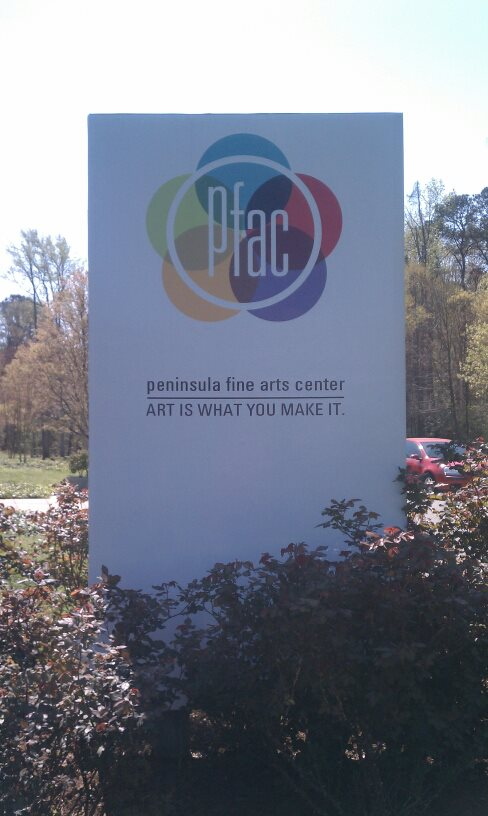 pfac
peninsula fine arts center
ART IS WHAT YOU MAKE IT.